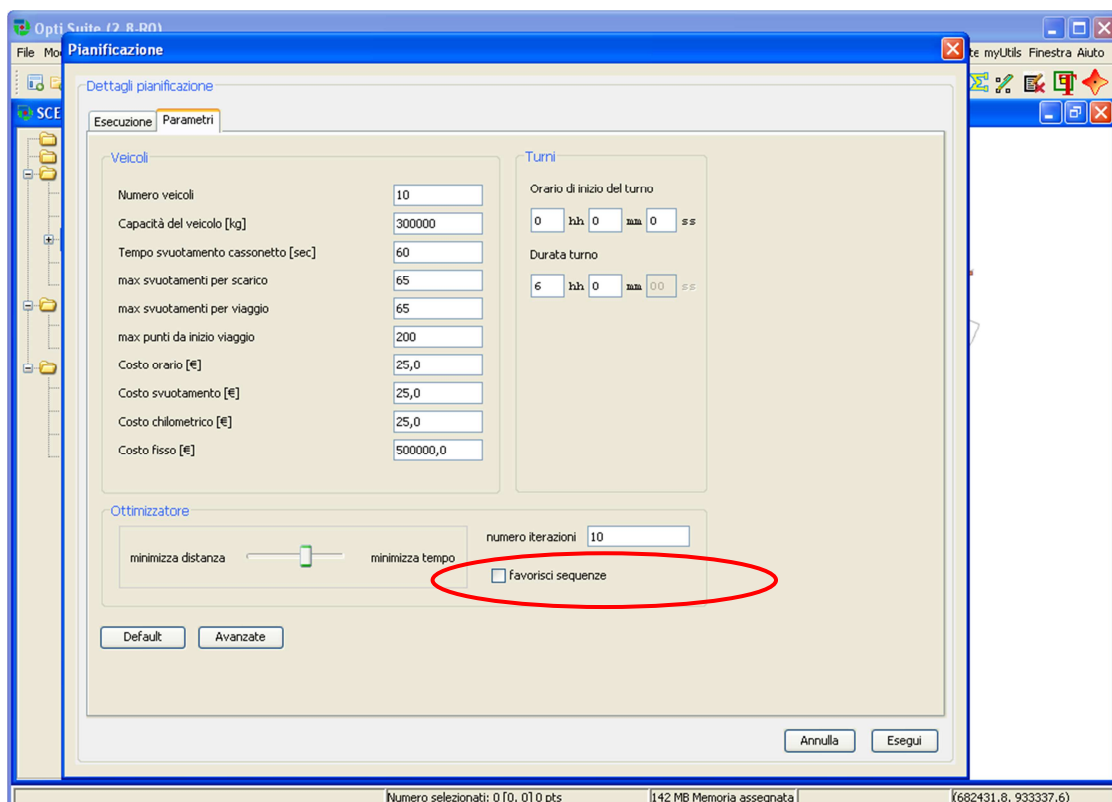 Opti Suite (2.8-R0)
File Mo
te myUtils Finestra Aiuto
SCE
Pianificazione
Dettagli pianificazione
Esecuzione Parametri
Veicoli
Numero veicoli 10
Capacità del veicolo [kg] 300000
Tempo svuotamento cassonetto [sec] 60
max svuotamenti per scarico 65
max svuotamenti per viaggio 65
max punti da inizio viaggio 200
Costo orario [€] 25,0
Costo svuotamento [€] 25,0
Costo chilometrico [€] 25,0
Costo fisso [€] 500000,0
Turni
Orario di inizio del turno
0 hh 0 mm 0 ss
Durata turno
6 hh 0 mm 00 ss
Ottimizzatore
minimizza distanza minimizza tempo
numero iterazioni 10
favorisci sequenze
Default Avanzate
Annulla Esegui
Numero selezionati: 0 [0, 0] 0 pts 142 MB Memoria assegnata (682431.8, 933337.6)